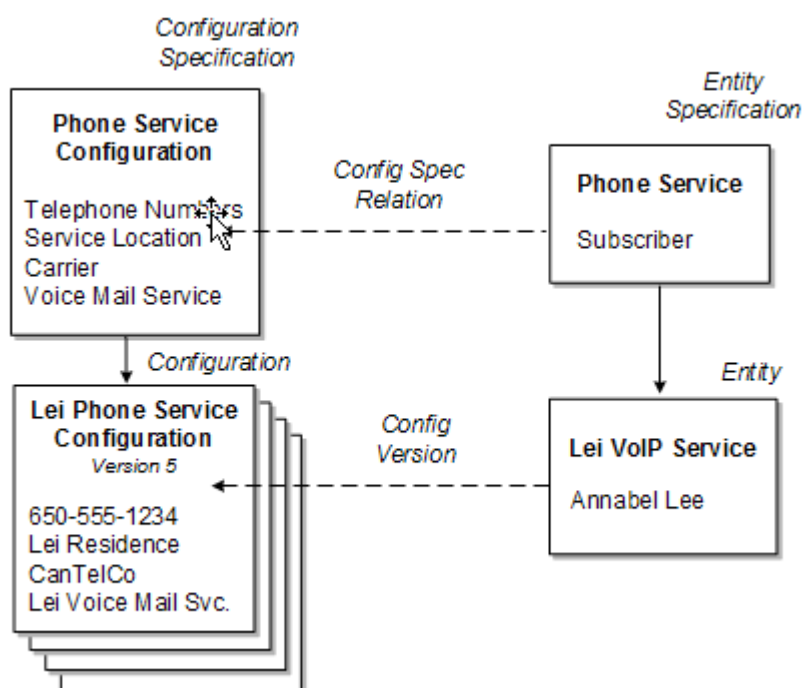 Configuration
Specification
Entity
Specification
Phone Service
Configuration
Telephone Numbers
Service Location
Carrier
Voice Mail Service
Config Spec
Relation
Phone Service
Subscriber
Configuration
Entity
Lei Phone Service
Configuration
Version 5
650-555-1234
Lei Residence
CanTelCo
Lei Voice Mail Svc.
Config
Version
Lei VoIP Service
Annabel Lee